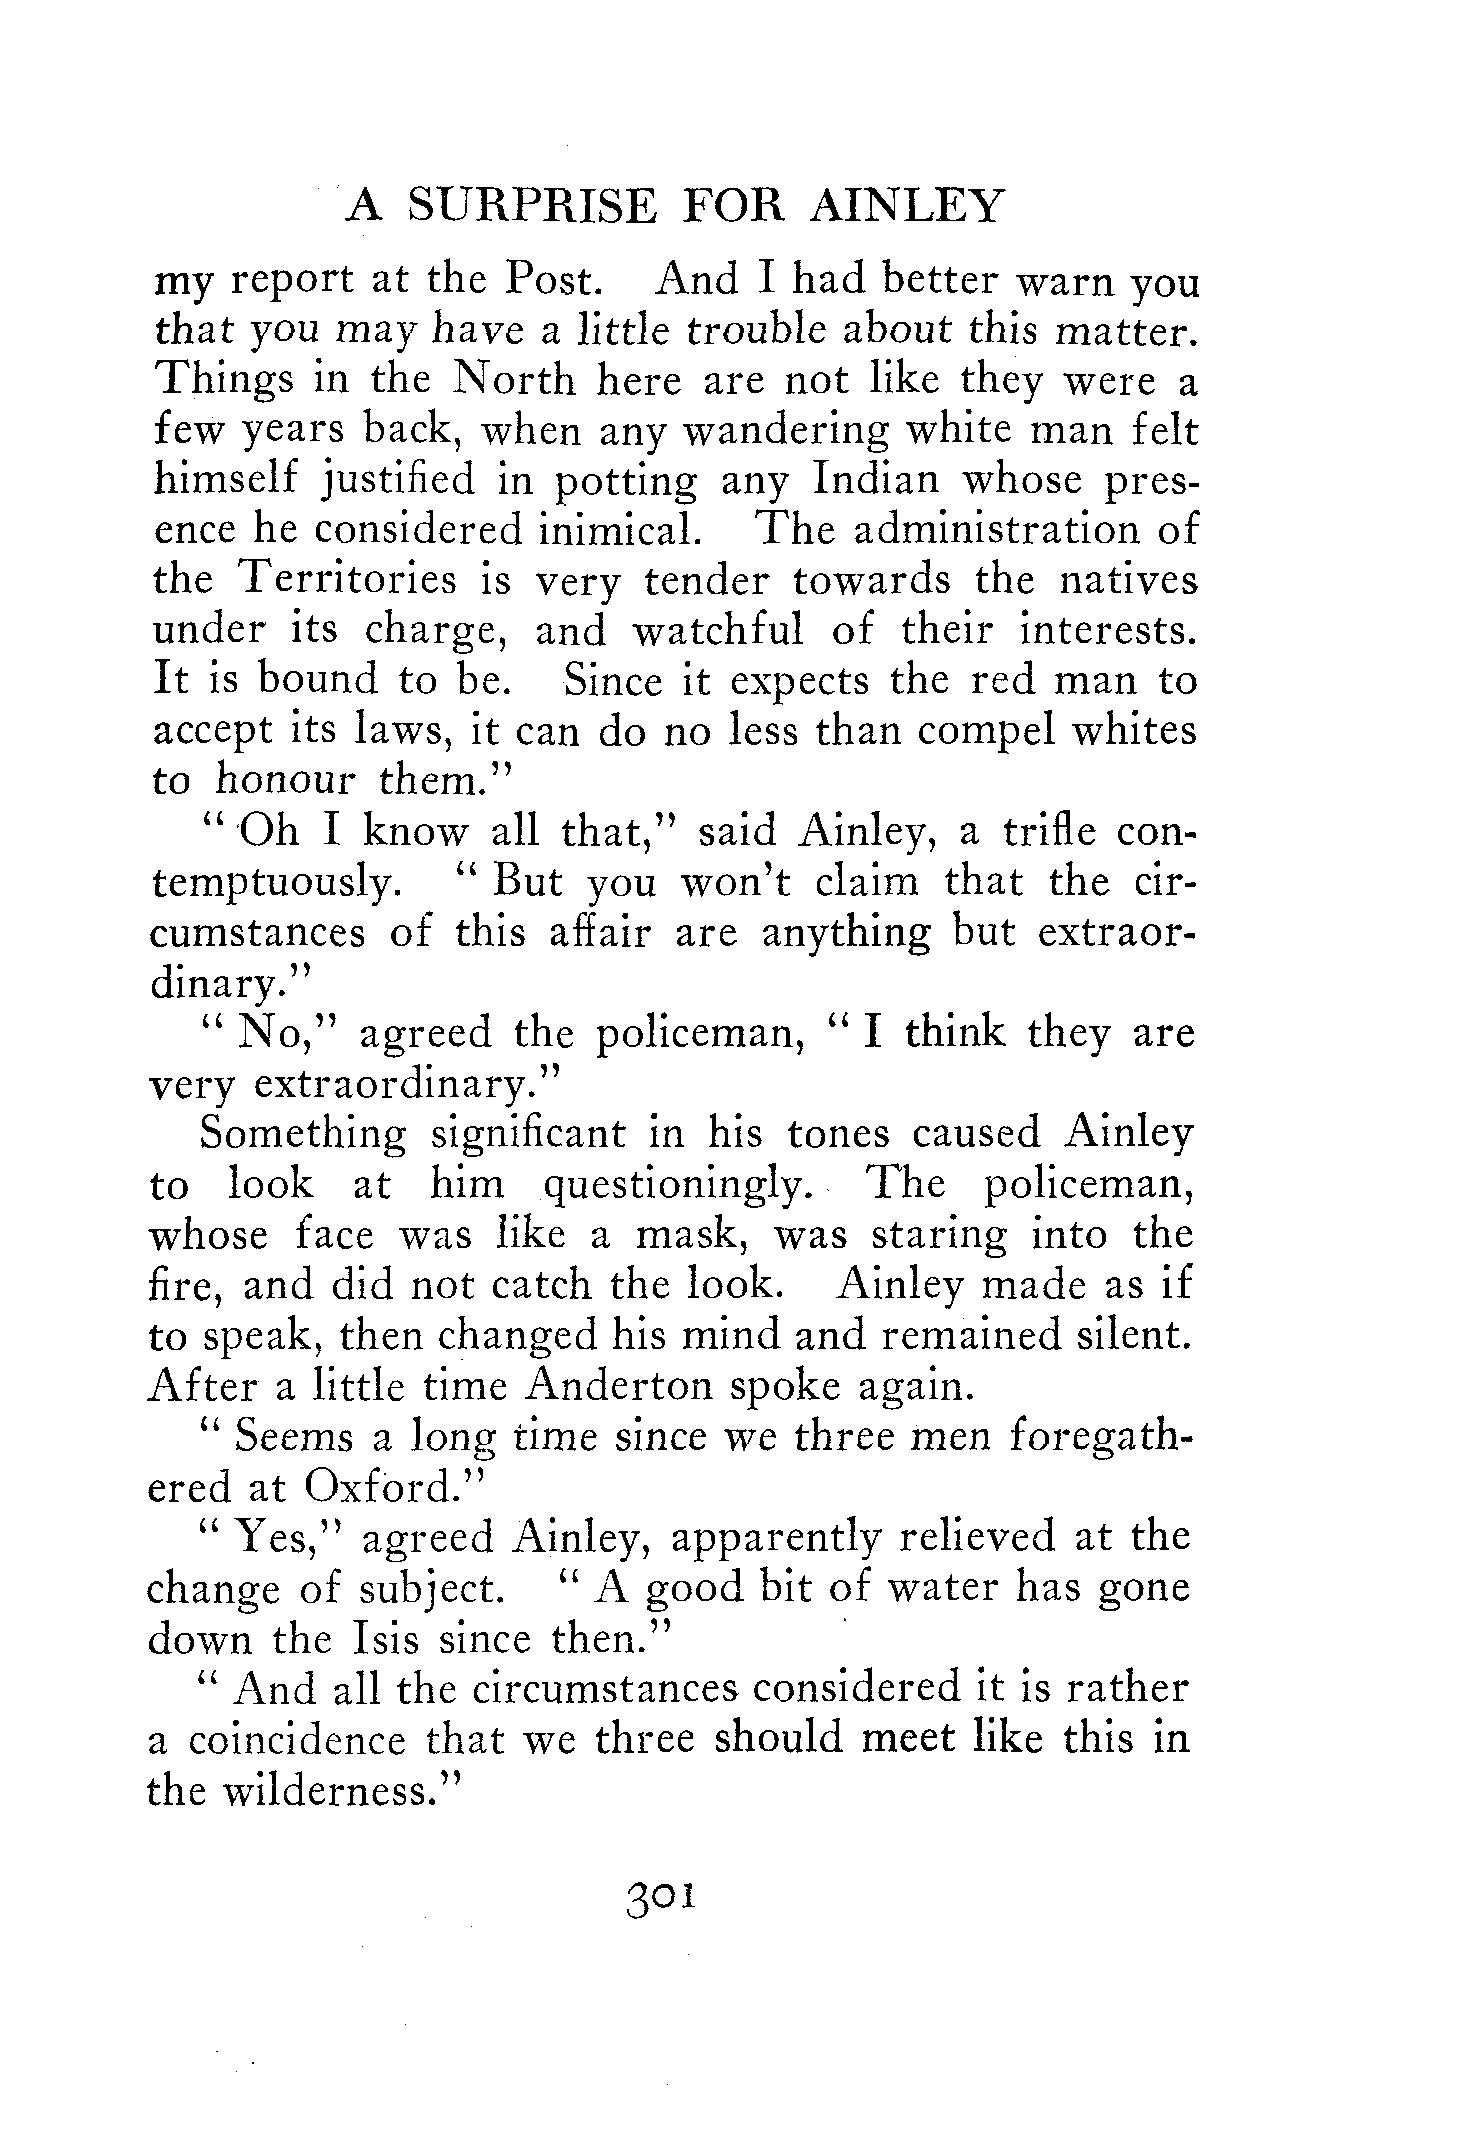 A SURPRISE FOR AINLEY
my report at the Post. And I had better warn you
that you may have a little trouble about this matter.
Things in the North here are not like they were a
few years back, when any wandering white man felt
himself justified in potting any Indian whose pres-
ence he considered inimical. The administration of
the Territories is very tender towards the natives
under its charge, and watchful of their interests.
It is bound to be. Since it expects the red man to
accept its laws, it can do no less than compel whites
to honour them."
" Oh I know all that," said Ainley, a trifle con-
temptuously. " But you won't claim that the cir-
cumstances of this affair are anything but extraor-
dinary."
" No," agreed the policeman, " I think they are
very extraordinary."
Something significant in his tones caused Ainley
to look at him questioningly. The policeman,
whose face was like a mask, was staring into the
fire, and did not catch the look. Ainley made as if
to speak, then changed his mind and remained silent.
After a little time Anderton spoke again.
" Seems a long time since we three men foregath-
ered at Oxford."
" Yes," agreed Ainley, apparently relieved at the
change of subject. " A good bit of water has gone
down the Isis since then."
" And all the circumstances considered it is rather
a coincidence that we three should meet like this in
the wilderness."
301